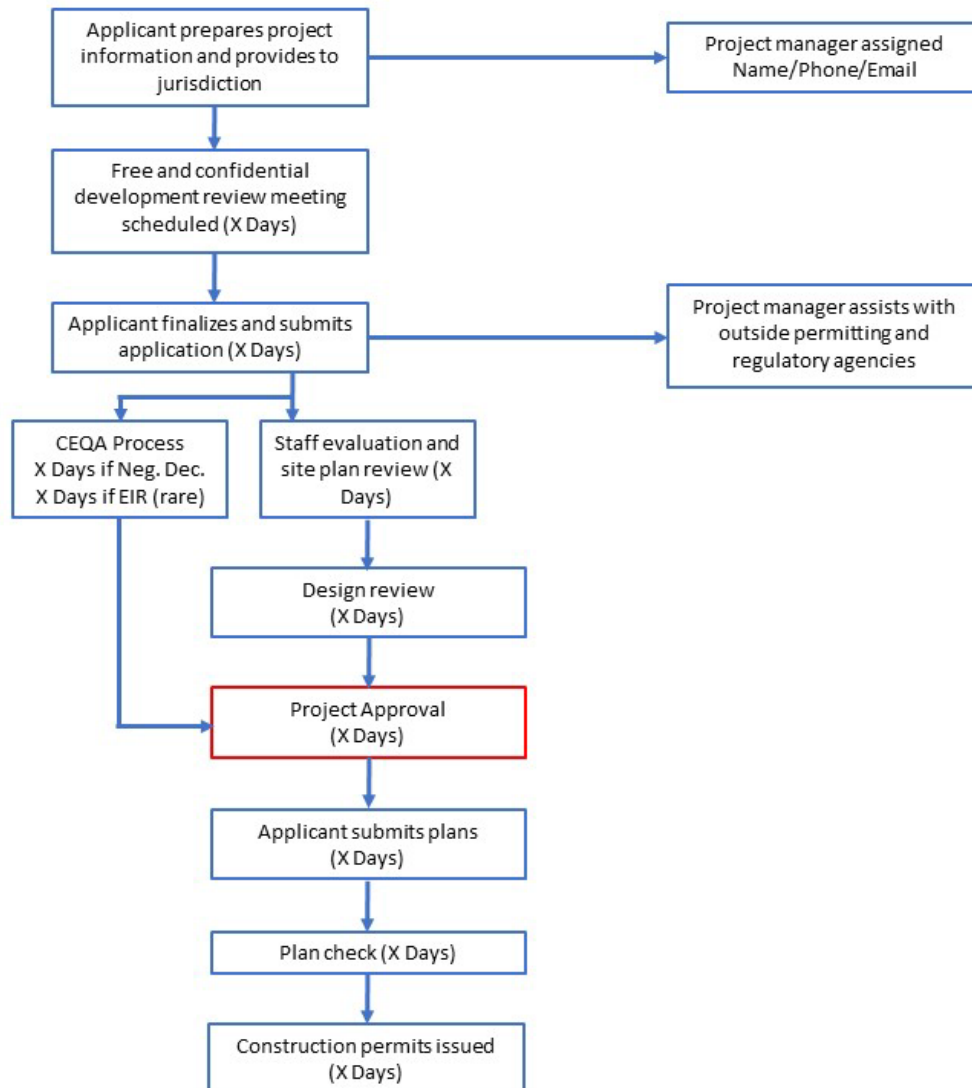 Applicant prepares project
information and provides to
jurisdiction
Project manager assigned
Name/Phone/Email
Free and confidential
development review meeting
scheduled (X Days)
Applicant finalizes and submits
application (X Days)
Project manager assists with
outside permitting and
regulatory agencies
CEQA Process
X Days if Neg. Dec.
X Days if EIR (rare)
Staff evaluation and
site plan review (X
Days)
Design review
(X Days)
Project Approval
(X Days)
Applicant submits plans
(X Days)
Plan check (X Days)
Construction permits issued
(X Days)